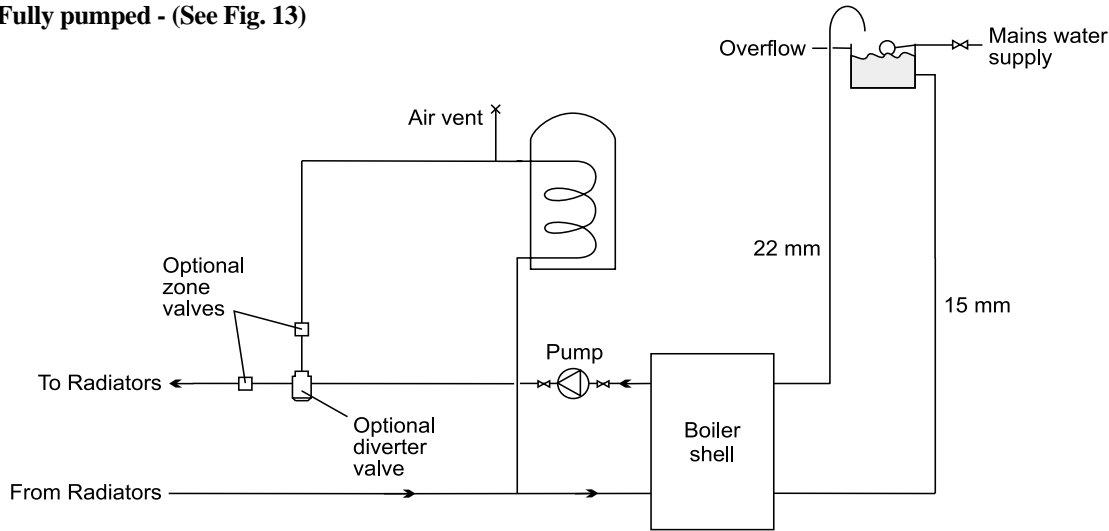 Fully pumped - (See Fig. 13)
Overflow
Mains water
supply
Air vent
22 mm
Optional
zone
valves
15 mm
Pump
To Radiators
Optional
diverter
valve
Boiler
shell
From Radiators